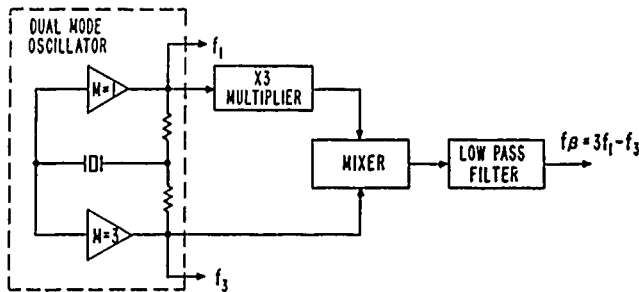 DUAL MODE
OSCILLATOR
f₁
M=1
X3
MULTIPLIER
MIXER
LOW PASS
FILTER
fβ=3f₁-f₃
M=3
f₃